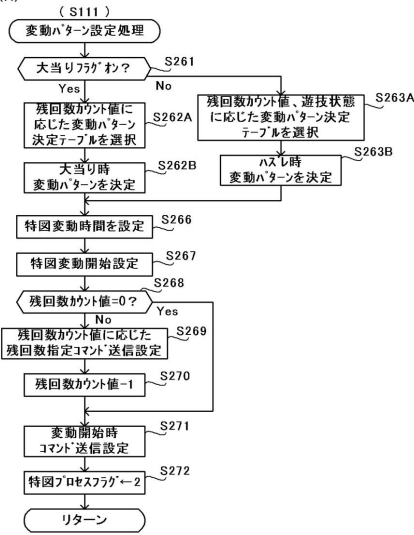 (S111)
変動パターン設定処理
S261
大当りフラグオン?
Yes
No
残回数カウント値に
応じた変動パターン
決定テーブルを選択
S262A
残回数カウント値、遊技状態
に応じた変動パターン決定
テーブルを選択
S263A
大当り時
変動パターンを決定
S262B
ハズレ時
変動パターンを決定
S263B
特図変動時間を設定
S266
特図変動開始設定
S267
S268
残回数カウント値=0?
Yes
No
残回数カウント値に応じた
残回数指定コマンド送信設定
S269
残回数カウント値-1
S270
変動開始時
コマンド送信設定
S271
特図プロセスフラグ←2
S272
リターン